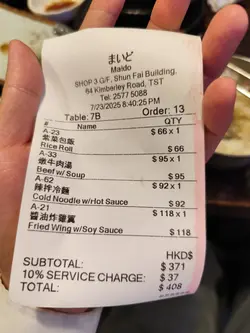 まいど
Maido
SHOP 3 G/F, Shun Fai Building,
64 Kimberley Road, TST
Tel: 2577 5088
7/23/2025 8:40:25 PM
Table: 7B Order: 13
# Name QTY
A-23 $ 66 x 1
紫菜包飯
Rice Roll $ 66
A-33 $ 95 x 1
燉牛肉湯
Beef w/Soup $ 95
A-62 $ 92 x 1
辣拌冷麵
Cold Noodle w/Hot Sauce $ 92
A-21 $ 118 x 1
醬油炸雞翼
Fried Wing w/Soy Sauce $ 118
HKD$
SUBTOTAL: $ 371
10% SERVICE CHARGE: $ 37
TOTAL: $ 408